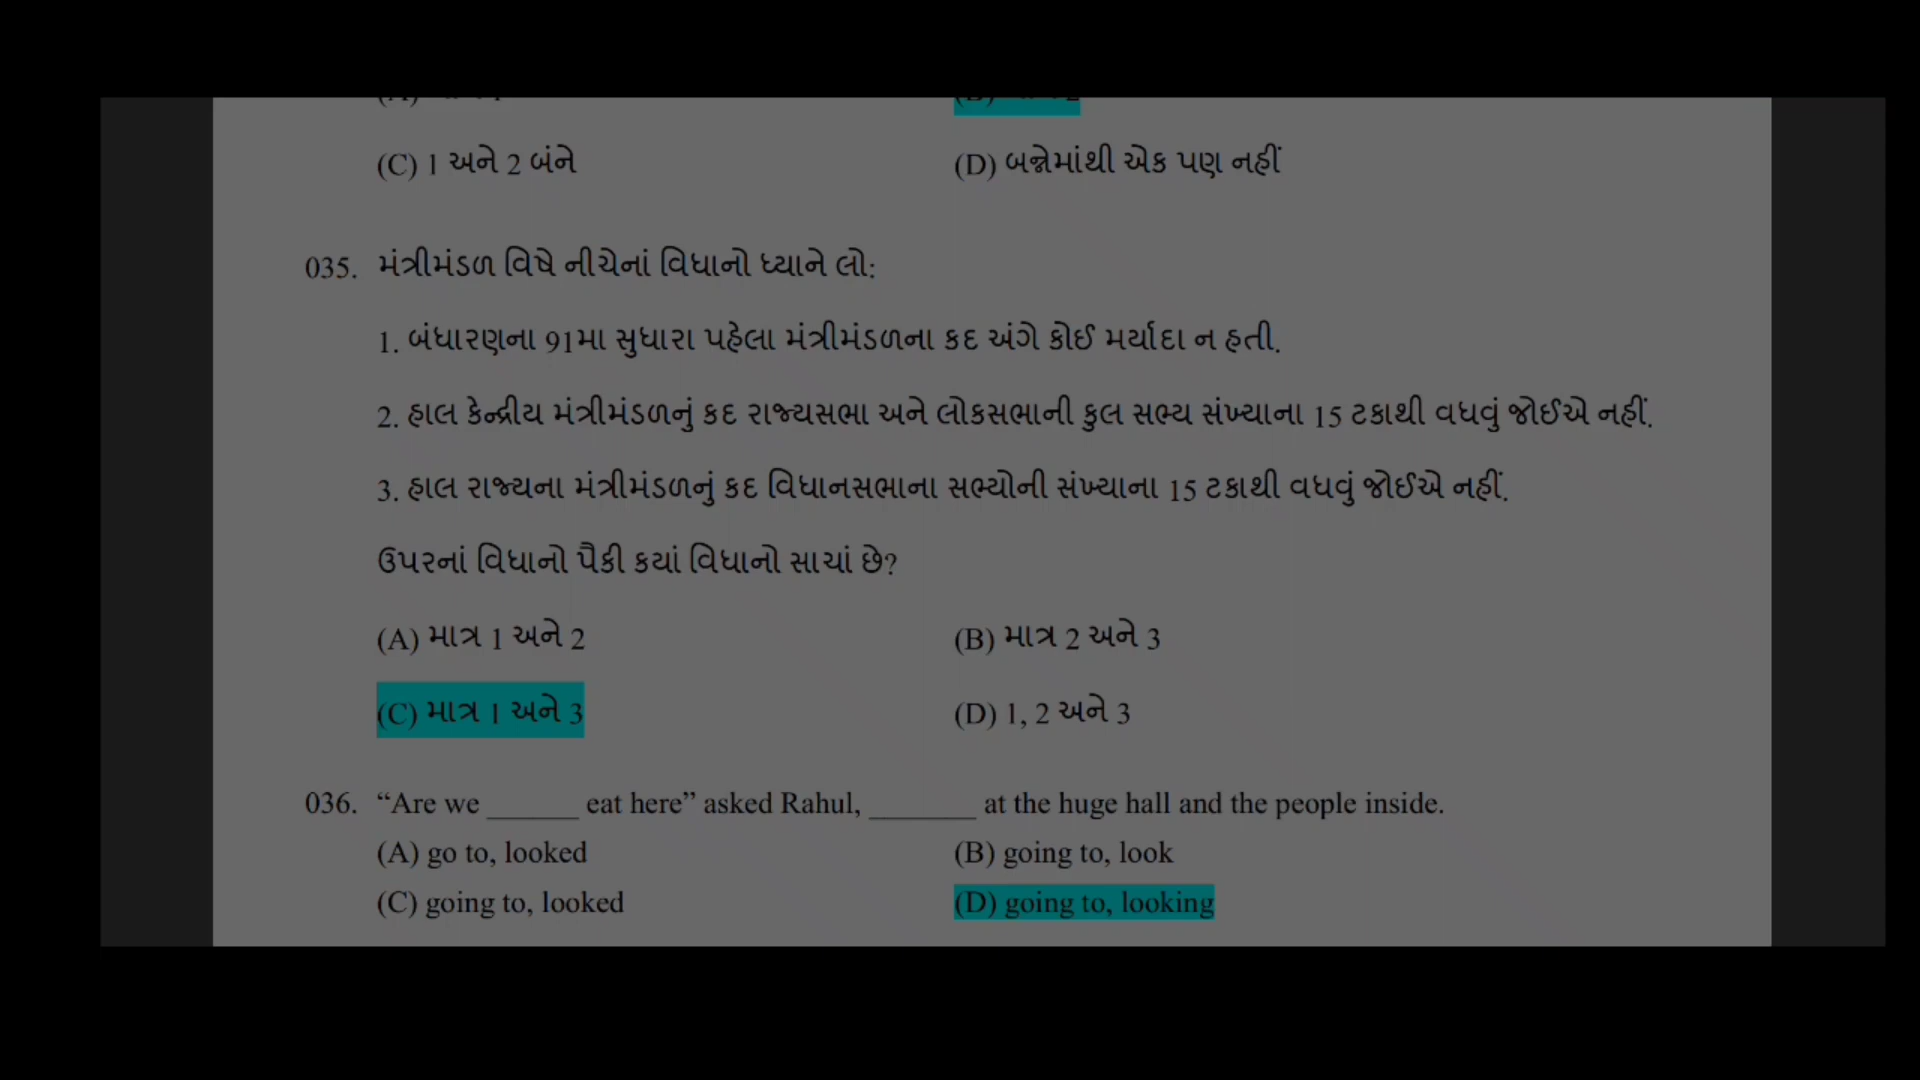 (C) 1 અને 2 બંને (D) બન્નેમાંથી એક પણ નહીં
035. મંત્રીમંડળ વિષે નીચેનાં વિધાનો ધ્યાને લો:
1. બંધારણના 91મા સુધારા પહેલા મંત્રીમંડળના કદ અંગે કોઈ મર્યાદા ન હતી.
2. હાલ કેન્દ્રીય મંત્રીમંડળનું કદ રાજ્યસભા અને લોકસભાની કુલ સભ્ય સંખ્યાના 15 ટકાથી વધવું જોઈએ નહીં.
3. હાલ રાજ્યના મંત્રીમંડળનું કદ વિધાનસભાના સભ્યોની સંખ્યાના 15 ટકાથી વધવું જોઈએ નહીં.
ઉપરનાં વિધાનો પૈકી કયાં વિધાનો સાચાં છે?
(A) માત્ર 1 અને 2 (B) માત્ર 2 અને 3
(C) માત્ર 1 અને 3 (D) 1, 2 અને 3
036. “Are we ______ eat here” asked Rahul, _______ at the huge hall and the people inside.
(A) go to, looked (B) going to, look
(C) going to, looked (D) going to, looking